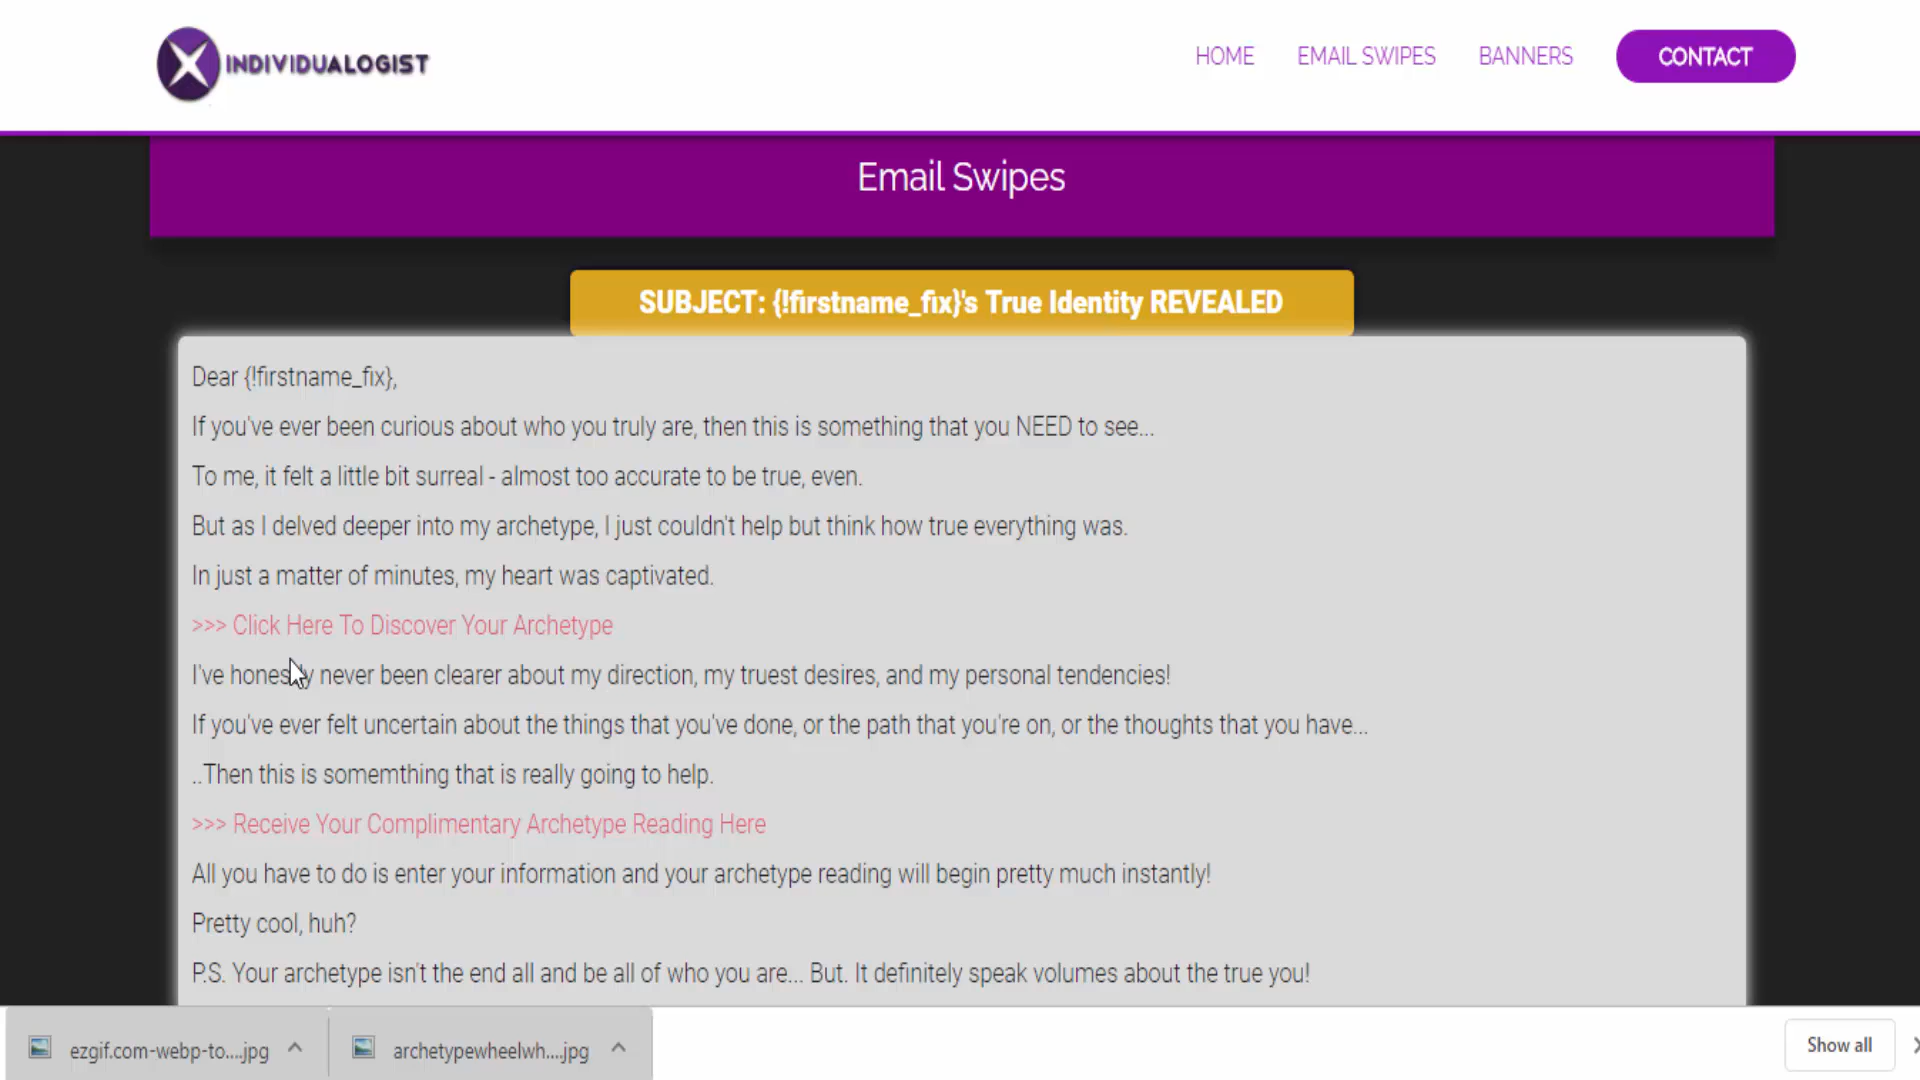 INDIVIDUALOGIST
HOME EMAIL SWIPES BANNERS CONTACT
Email Swipes
SUBJECT: {!firstname_fix}'s True Identity REVEALED
Dear {!firstname_fix},
If you've ever been curious about who you truly are, then this is something that you NEED to see...
To me, it felt a little bit surreal - almost too accurate to be true, even.
But as I delved deeper into my archetype, I just couldn't help but think how true everything was.
In just a matter of minutes, my heart was captivated.
>>> Click Here To Discover Your Archetype
I've honestly never been clearer about my direction, my truest desires, and my personal tendencies!
If you've ever felt uncertain about the things that you've done, or the path that you're on, or the thoughts that you have...
..Then this is somemthing that is really going to help.
>>> Receive Your Complimentary Archetype Reading Here
All you have to do is enter your information and your archetype reading will begin pretty much instantly!
Pretty cool, huh?
P.S. Your archetype isn't the end all and be all of who you are... But. It definitely speak volumes about the true you!
ezgif.com-webp-to....jpg archetypewheelwh....jpg Show all